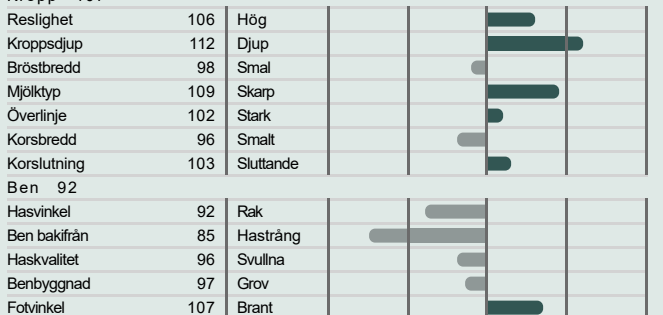 Reslighet 106 Hög
Kroppsdjup 112 Djup
Bröstbredd 98 Smal
Mjölktyp 109 Skarp
Överlinje 102 Stark
Korsbredd 96 Smalt
Korslutning 103 Sluttande
Ben 92
Hasvinkel 92 Rak
Ben bakifrån 85 Hastrång
Haskvalitet 96 Svullna
Benbyggnad 97 Grov
Fotvinkel 107 Brant